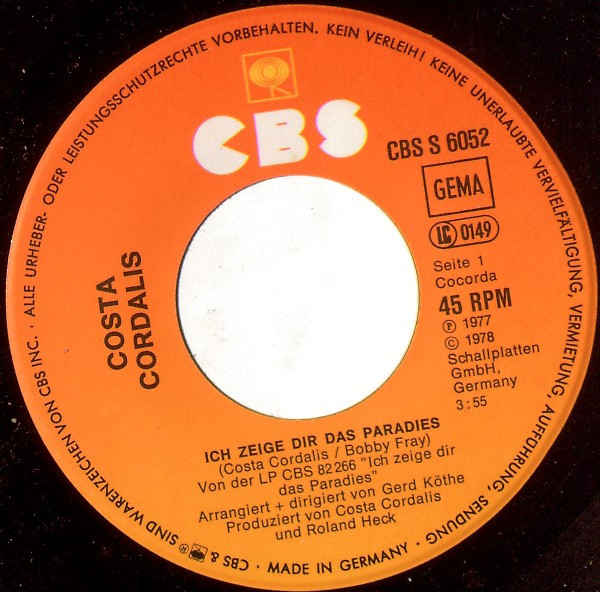 CBS
CBS S 6052
GEMA
LC 0149
Seite 1
Cocorda
45 RPM
Ⓟ 1977
© 1978
Schallplatten
GmbH,
Germany
3:55
COSTA
CORDALIS
ICH ZEIGE DIR DAS PARADIES
(Costa Cordalis / Bobby Fray)
Von der LP CBS 82 266 "Ich zeige dir
das Paradies"
Arrangiert + dirigiert von Gerd Köthe
Produziert von Costa Cordalis
und Roland Heck
· ALLE URHEBER- ODER LEISTUNGSSCHUTZRECHTE VORBEHALTEN. KEIN VERLEIH! KEINE UNERLAUBTE VERVIELFÄLTIGUNG, VERMIETUNG, AUFFÜHRUNG, SENDUNG · MADE IN GERMANY · CBS & ® SIND WARENZEICHEN VON CBS INC.